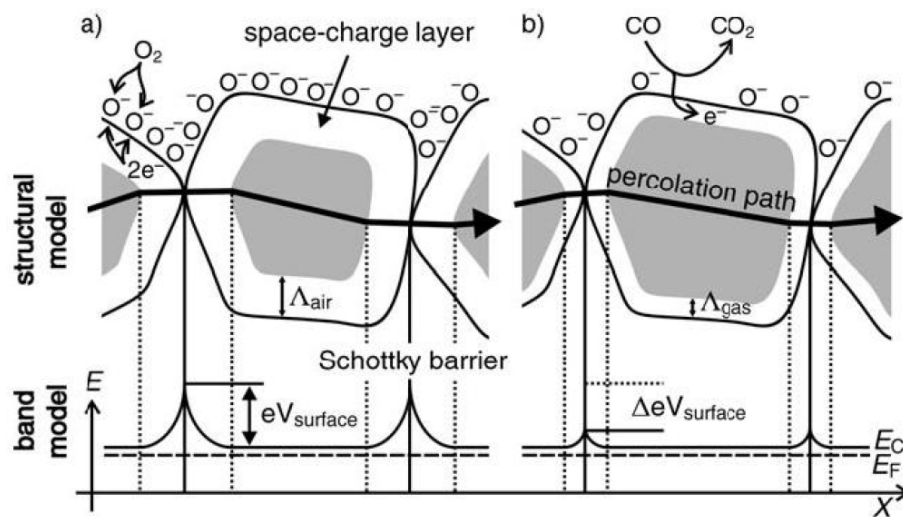 a)
b)
O₂
space-charge layer
CO
CO₂
O⁻
O⁻
O⁻
O⁻
O⁻
⁻O
⁻O
O⁻
O⁻
O⁻
O⁻
O⁻
O⁻
O⁻
O⁻
O⁻
O⁻
2e⁻
O⁻
O⁻
⁻O
O⁻
O⁻
O⁻
O⁻
e⁻
percolation path
Λair
Λgas
structural
model
Schottky barrier
E
eVsurface
ΔeVsurface
band
model
EC
EF
X